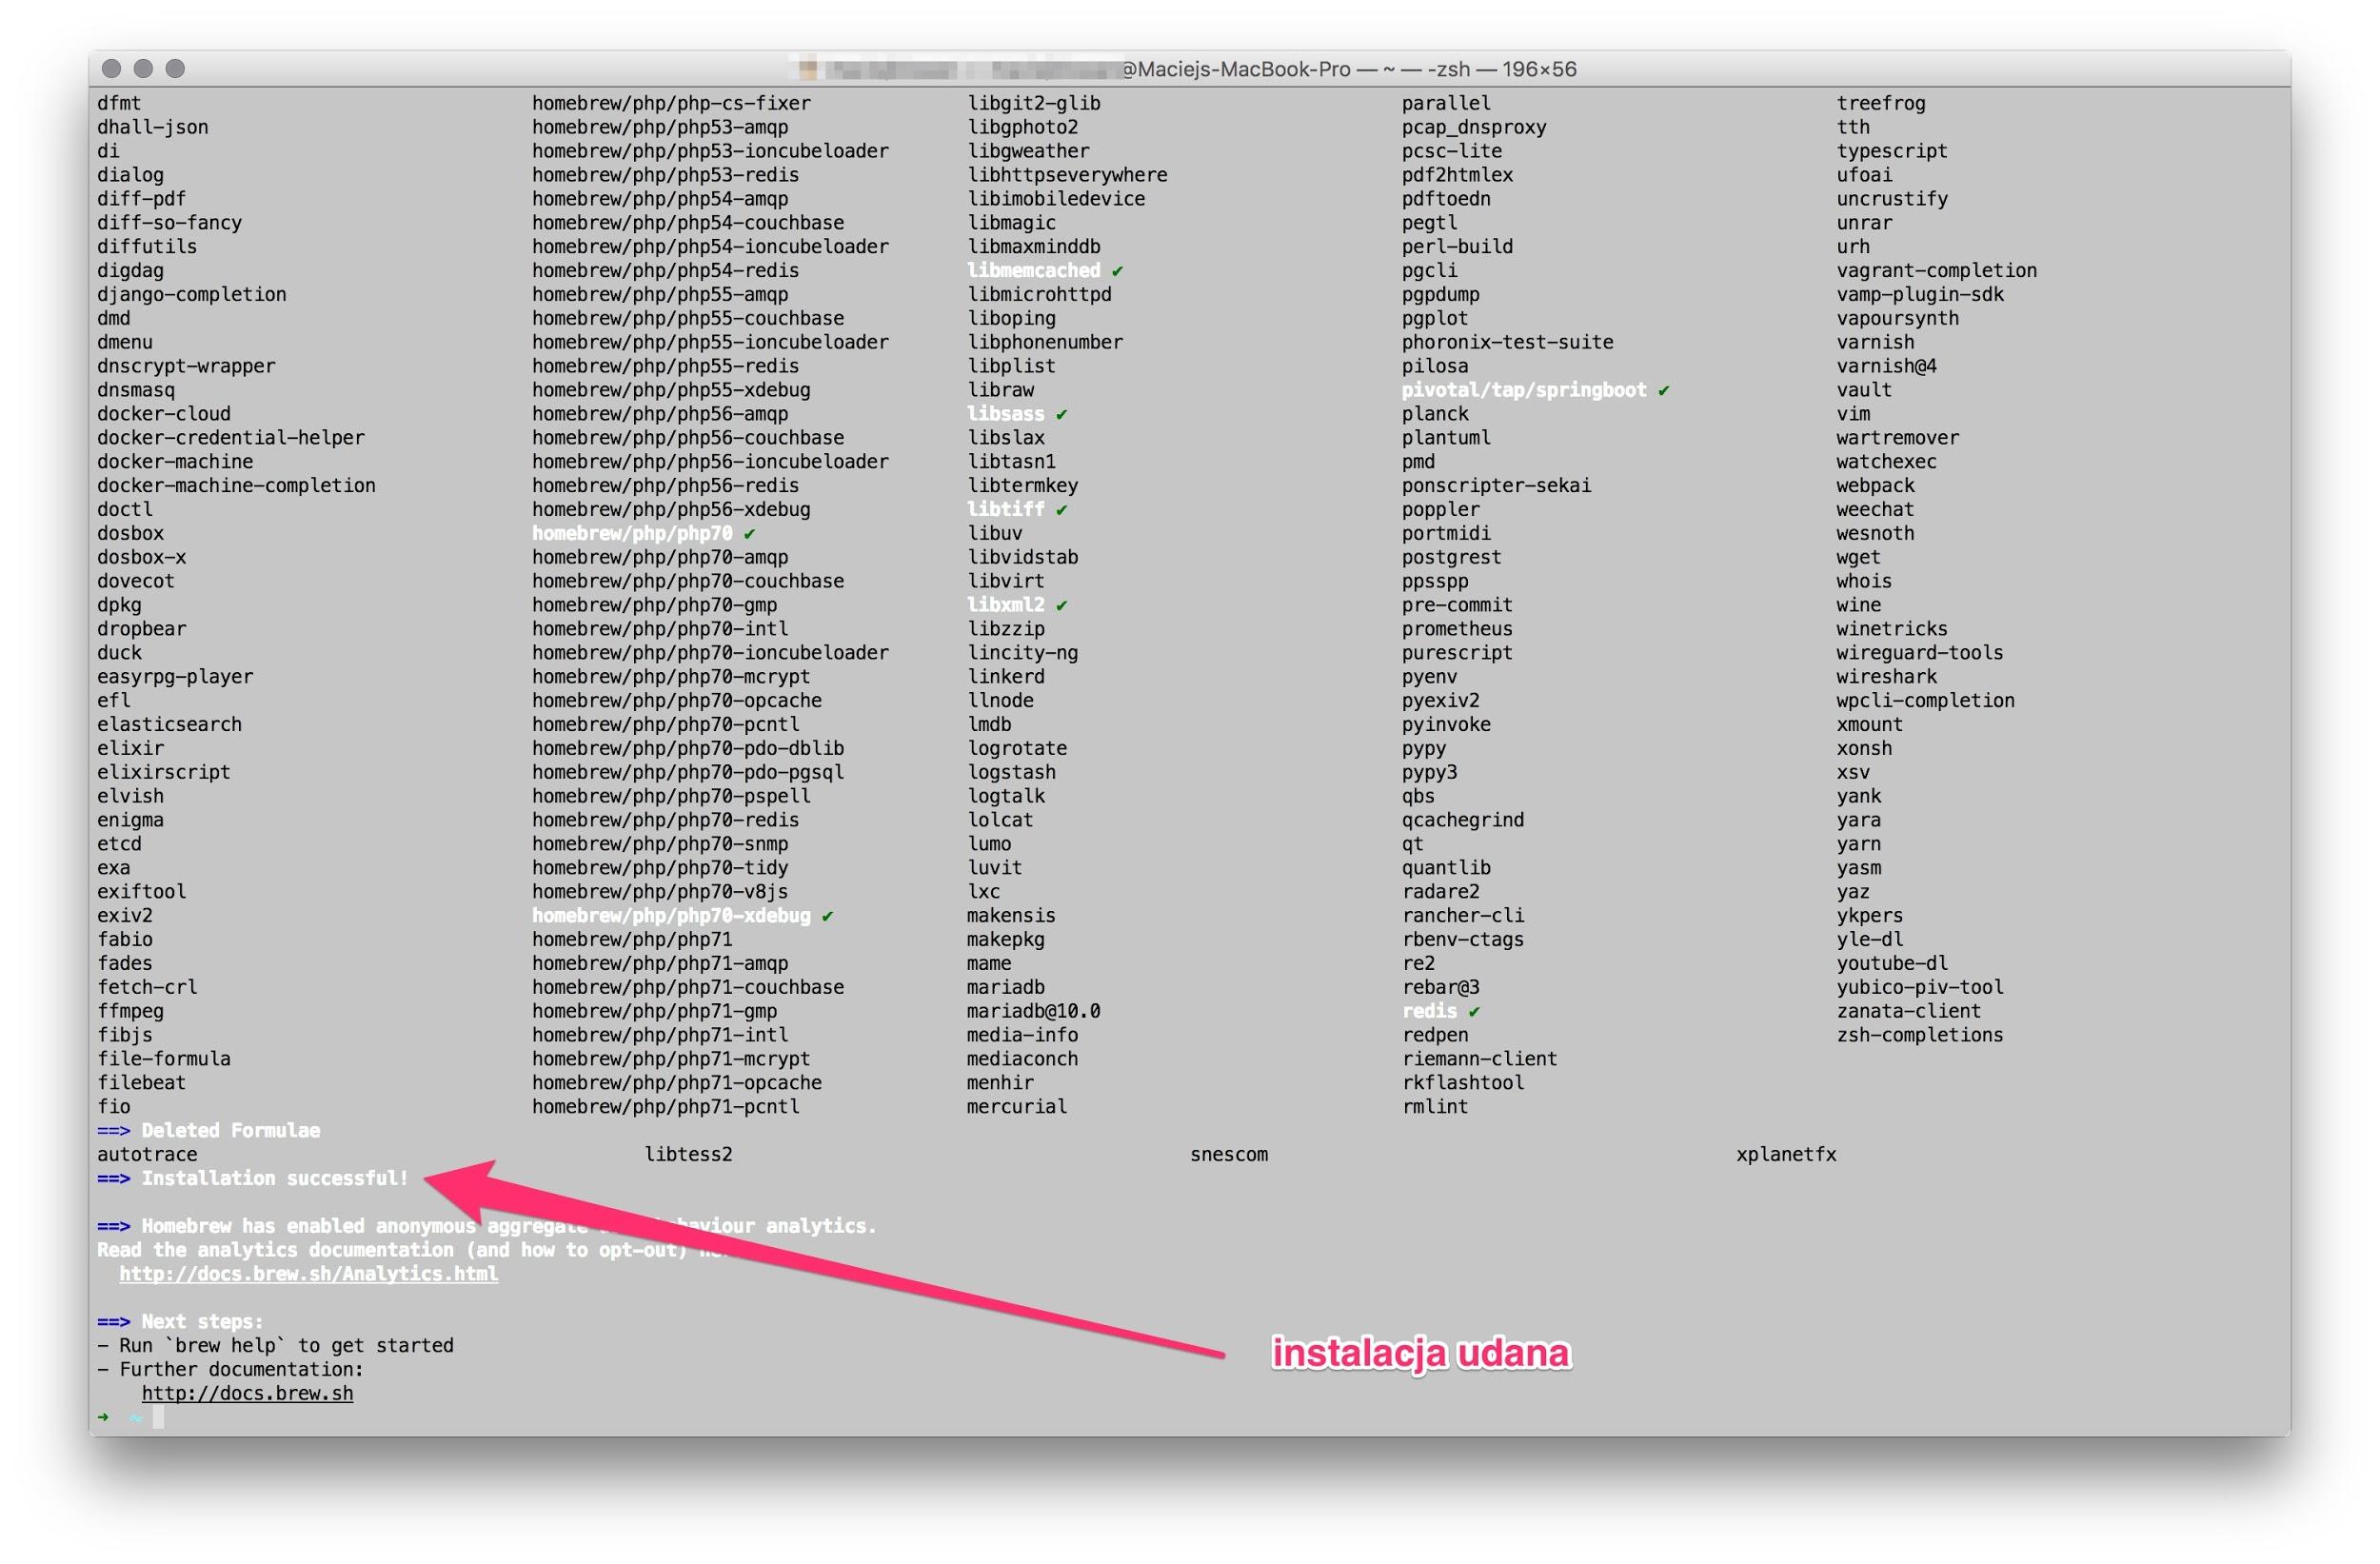 @Maciejs-MacBook-Pro — ~ — -zsh — 196×56
dfmt homebrew/php/php-cs-fixer libgit2-glib parallel treefrog
dhall-json homebrew/php/php53-amqp libgphoto2 pcap_dnsproxy tth
di homebrew/php/php53-ioncubeloader libgweather pcsc-lite typescript
dialog homebrew/php/php53-redis libhttpseverywhere pdf2htmlex ufoai
diff-pdf homebrew/php/php54-amqp libimobiledevice pdftoedn uncrustify
diff-so-fancy homebrew/php/php54-couchbase libmagic pegtl unrar
diffutils homebrew/php/php54-ioncubeloader libmaxminddb perl-build urh
digdag homebrew/php/php54-redis libmemcached ✔ pgcli vagrant-completion
django-completion homebrew/php/php55-amqp libmicrohttpd pgpdump vamp-plugin-sdk
dmd homebrew/php/php55-couchbase liboping pgplot vapoursynth
dmenu homebrew/php/php55-ioncubeloader libphonenumber phoronix-test-suite varnish
dnscrypt-wrapper homebrew/php/php55-redis libplist pilosa varnish@4
dnsmasq homebrew/php/php55-xdebug libraw pivotal/tap/springboot ✔ vault
docker-cloud homebrew/php/php56-amqp libsass ✔ planck vim
docker-credential-helper homebrew/php/php56-couchbase libslax plantuml wartremover
docker-machine homebrew/php/php56-ioncubeloader libtasn1 pmd watchexec
docker-machine-completion homebrew/php/php56-redis libtermkey ponscripter-sekai webpack
doctl homebrew/php/php56-xdebug libtiff ✔ poppler weechat
dosbox homebrew/php/php70 ✔ libuv portmidi wesnoth
dosbox-x homebrew/php/php70-amqp libvidstab postgrest wget
dovecot homebrew/php/php70-couchbase libvirt ppsspp whois
dpkg homebrew/php/php70-gmp libxml2 ✔ pre-commit wine
dropbear homebrew/php/php70-intl libzzip prometheus winetricks
duck homebrew/php/php70-ioncubeloader lincity-ng purescript wireguard-tools
easyrpg-player homebrew/php/php70-mcrypt linkerd pyenv wireshark
efl homebrew/php/php70-opcache llnode pyexiv2 wpcli-completion
elasticsearch homebrew/php/php70-pcntl lmdb pyinvoke xmount
elixir homebrew/php/php70-pdo-dblib logrotate pypy xonsh
elixirscript homebrew/php/php70-pdo-pgsql logstash pypy3 xsv
elvish homebrew/php/php70-pspell logtalk qbs yank
enigma homebrew/php/php70-redis lolcat qcachegrind yara
etcd homebrew/php/php70-snmp lumo qt yarn
exa homebrew/php/php70-tidy luvit quantlib yasm
exiftool homebrew/php/php70-v8js lxc radare2 yaz
exiv2 homebrew/php/php70-xdebug ✔ makensis rancher-cli ykpers
fabio homebrew/php/php71 makepkg rbenv-ctags yle-dl
fades homebrew/php/php71-amqp mame re2 youtube-dl
fetch-crl homebrew/php/php71-couchbase mariadb rebar@3 yubico-piv-tool
ffmpeg homebrew/php/php71-gmp mariadb@10.0 redis ✔ zanata-client
fibjs homebrew/php/php71-intl media-info redpen zsh-completions
file-formula homebrew/php/php71-mcrypt mediaconch riemann-client
filebeat homebrew/php/php71-opcache menhir rkflashtool
fio homebrew/php/php71-pcntl mercurial rmlint
==> Deleted Formulae
autotrace libtess2 snescom xplanetfx
==> Installation successful!
==> Homebrew has enabled anonymous aggregate analytics.
Read the analytics documentation (and how to opt-out)
http://docs.brew.sh/Analytics.html
==> Next steps:
- Run `brew help` to get started
instalacja udana
- Further documentation:
http://docs.brew.sh
➜ ~